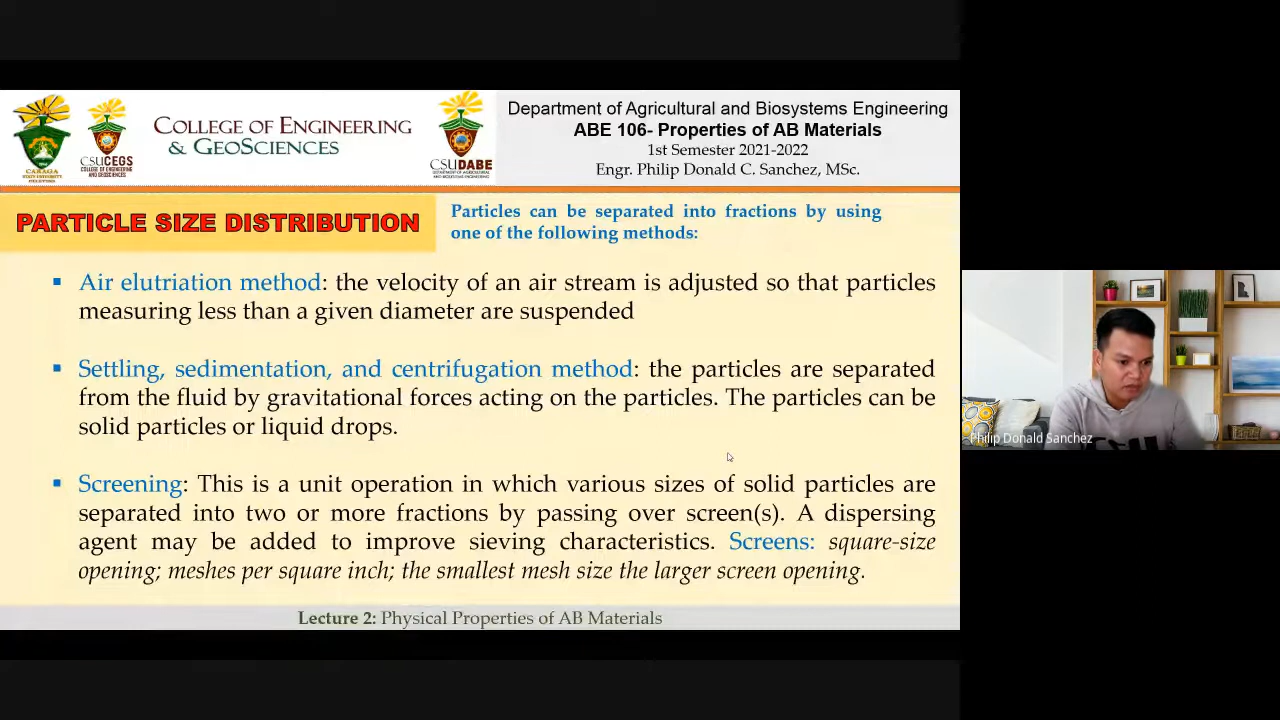 COLLEGE OF ENGINEERING
& GEOSCIENCES
CARAGA
CSUCEGS
COLLEGE OF ENGINEERING
AND GEOSCIENCES
CSUDABE
Department of Agricultural and Biosystems Engineering
ABE 106- Properties of AB Materials
1st Semester 2021-2022
Engr. Philip Donald C. Sanchez, MSc.
PARTICLE SIZE DISTRIBUTION
Particles can be separated into fractions by using
one of the following methods:
▪ Air elutriation method: the velocity of an air stream is adjusted so that particles
measuring less than a given diameter are suspended
▪ Settling, sedimentation, and centrifugation method: the particles are separated
from the fluid by gravitational forces acting on the particles. The particles can be
solid particles or liquid drops.
▪ Screening: This is a unit operation in which various sizes of solid particles are
separated into two or more fractions by passing over screen(s). A dispersing
agent may be added to improve sieving characteristics. Screens: square-size
opening; meshes per square inch; the smallest mesh size the larger screen opening.
Lecture 2: Physical Properties of AB Materials
Philip Donald Sanchez